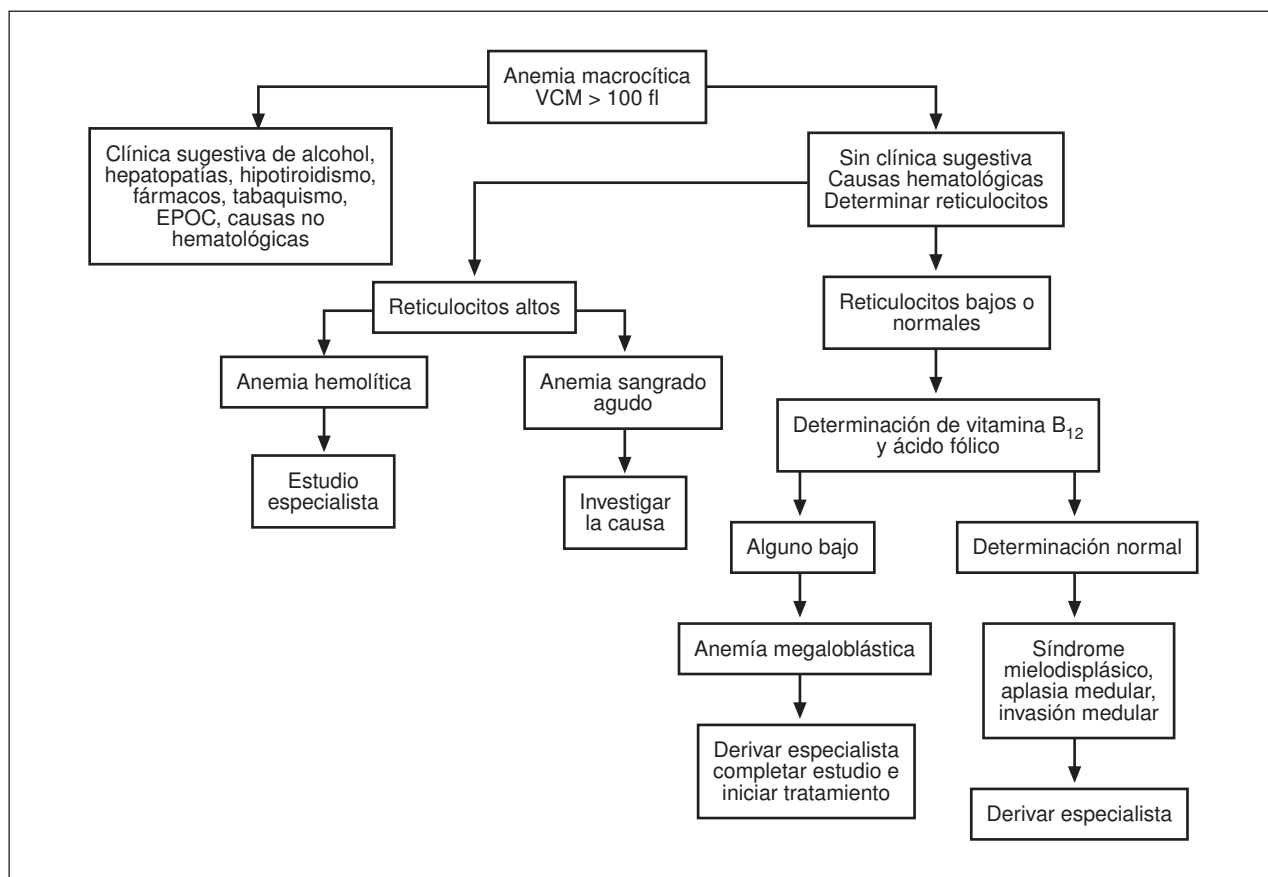 Anemia macrocítica
VCM > 100 fl
Clínica sugestiva de alcohol,
hepatopatías, hipotiroidismo,
fármacos, tabaquismo,
EPOC, causas no
hematológicas
Sin clínica sugestiva
Causas hematológicas
Determinar reticulocitos
Reticulocitos altos
Reticulocitos bajos o
normales
Anemia hemolítica
Anemia sangrado
agudo
Determinación de vitamina B12
y ácido fólico
Estudio
especialista
Investigar
la causa
Alguno bajo
Determinación normal
Anemía megaloblástica
Síndrome
mielodisplásico,
aplasia medular,
invasión medular
Derivar especialista
completar estudio e
iniciar tratamiento
Derivar especialista